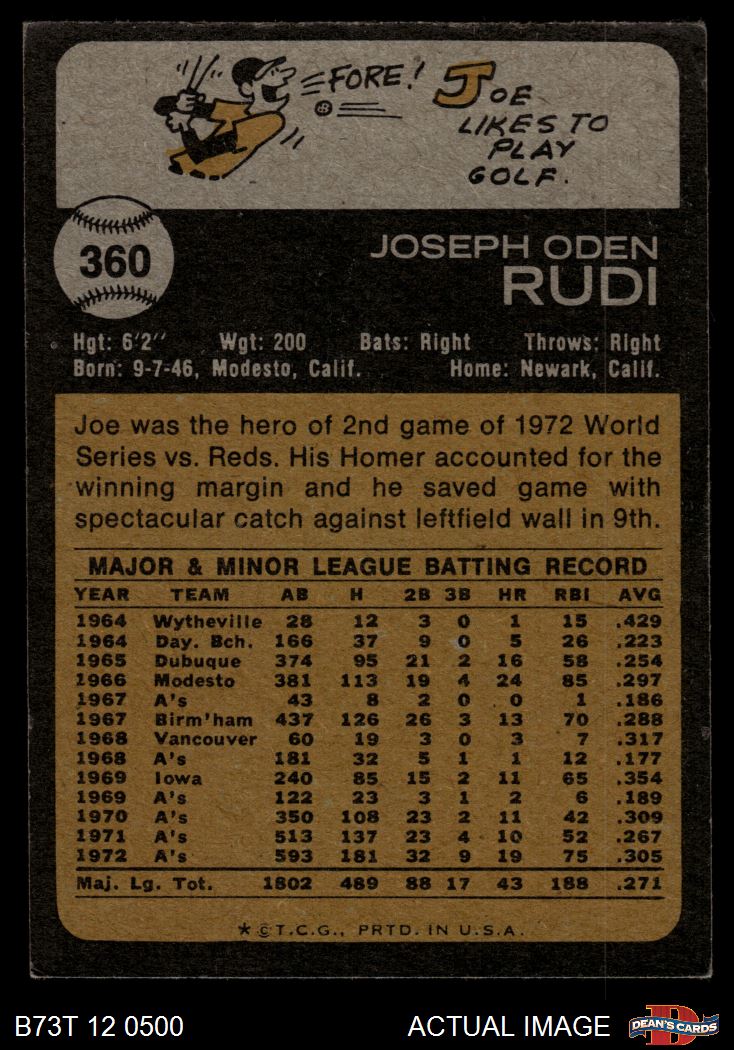 FORE!
JOE
LIKES TO
PLAY
GOLF.
360
JOSEPH ODEN
RUDI
Hgt: 6'2" Wgt: 200 Bats: Right Throws: Right
Born: 9-7-46, Modesto, Calif. Home: Newark, Calif.
Joe was the hero of 2nd game of 1972 World
Series vs. Reds. His Homer accounted for the
winning margin and he saved game with
spectacular catch against leftfield wall in 9th.
MAJOR & MINOR LEAGUE BATTING RECORD
YEAR TEAM AB H 2B 3B HR RBI AVG
1964 Wytheville 28 12 3 0 1 15 .429
1964 Day. Bch. 166 37 9 0 5 26 .223
1965 Dubuque 374 95 21 2 16 58 .254
1966 Modesto 381 113 19 4 24 85 .297
1967 A's 43 8 2 0 0 1 .186
1967 Birm'ham 437 126 26 3 13 70 .288
1968 Vancouver 60 19 3 0 3 7 .317
1968 A's 181 32 5 1 1 12 .177
1969 Iowa 240 85 15 2 11 65 .354
1969 A's 122 23 3 1 2 6 .189
1970 A's 350 108 23 2 11 42 .309
1971 A's 513 137 23 4 10 52 .267
1972 A's 593 181 32 9 19 75 .305
Maj. Lg. Tot. 1802 489 88 17 43 188 .271
*©T.C.G., PRTD. IN U.S.A.
B73T 12 0500 ACTUAL IMAGE DEAN'S CARDS